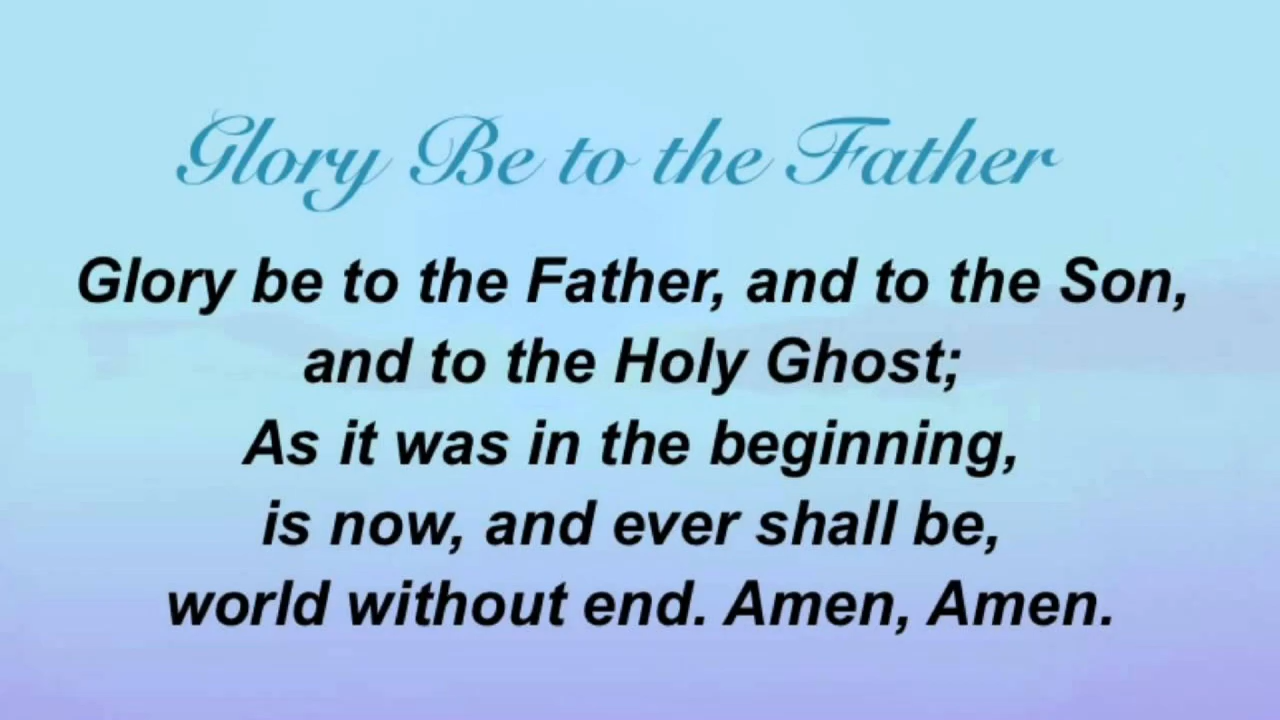 Glory Be to the Father
Glory be to the Father, and to the Son,
and to the Holy Ghost;
As it was in the beginning,
is now, and ever shall be,
world without end. Amen, Amen.